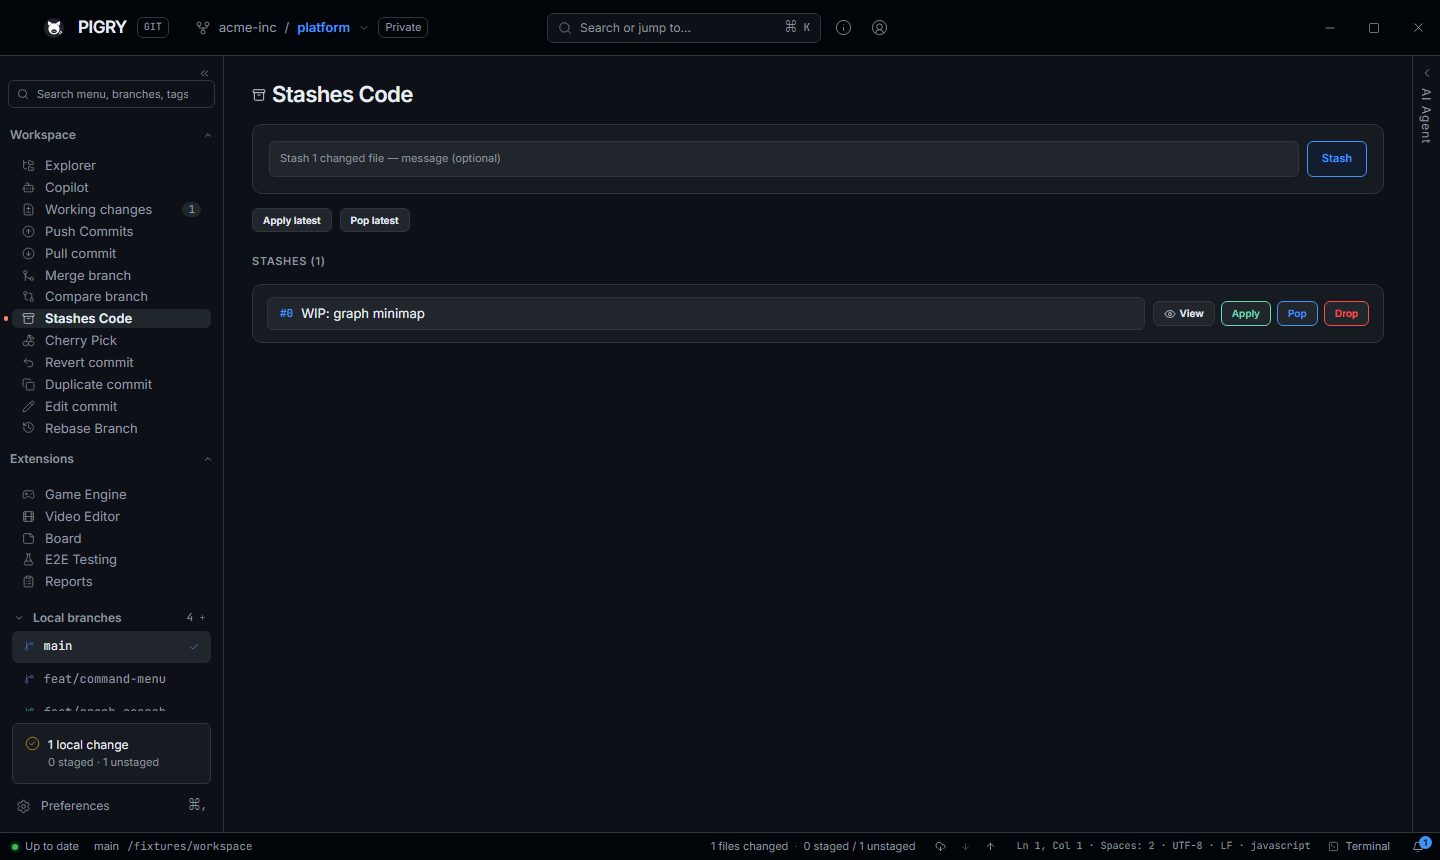 PIGRY GIT acme-inc / platform Private Search or jump to... ⌘ K
Search menu, branches, tags
Workspace
Explorer
Copilot
Working changes 1
Push Commits
Pull commit
Merge branch
Compare branch
Stashes Code
Cherry Pick
Revert commit
Duplicate commit
Edit commit
Rebase Branch
Extensions
Game Engine
Video Editor
Board
E2E Testing
Reports
Local branches 4 +
main
feat/command-menu
1 local change
0 staged · 1 unstaged
Preferences ⌘,
Stashes Code
Stash 1 changed file — message (optional) Stash
Apply latest Pop latest
STASHES (1)
#0 WIP: graph minimap View Apply Pop Drop
AI Agent
Up to date main /fixtures/workspace 1 files changed · 0 staged / 1 unstaged Ln 1, Col 1 · Spaces: 2 · UTF-8 · LF · javascript Terminal 1